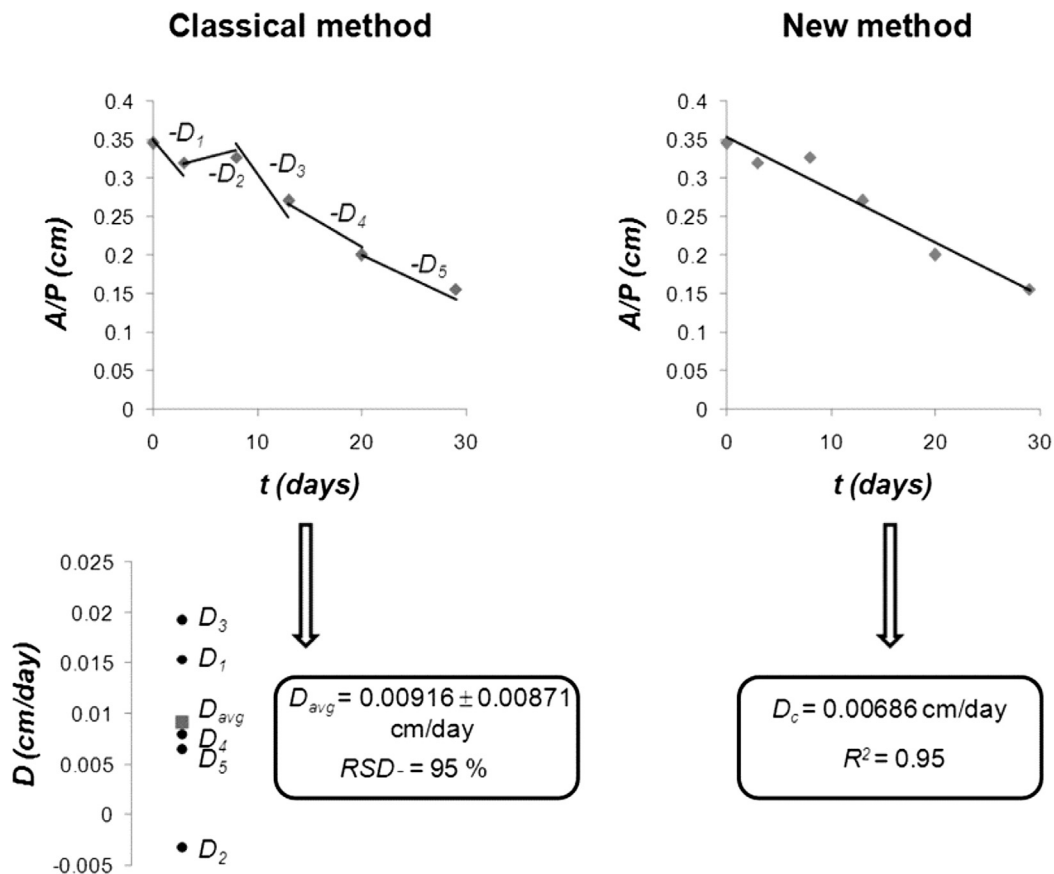 Classical method
New method
0.4
0.35
0.3
0.25
0.2
0.15
0.1
0.05
0
A/P (cm)
-D1
-D2
-D3
-D4
-D5
0 10 20 30
t (days)
0.4
0.35
0.3
0.25
0.2
0.15
0.1
0.05
0
A/P (cm)
0 10 20 30
t (days)
0.025
0.02
0.015
0.01
0.005
0
-0.005
D (cm/day)
D3
D1
Davg
D4
D5
D2
Davg = 0.00916 ± 0.00871
cm/day
RSD- = 95 %
Dc = 0.00686 cm/day
R² = 0.95